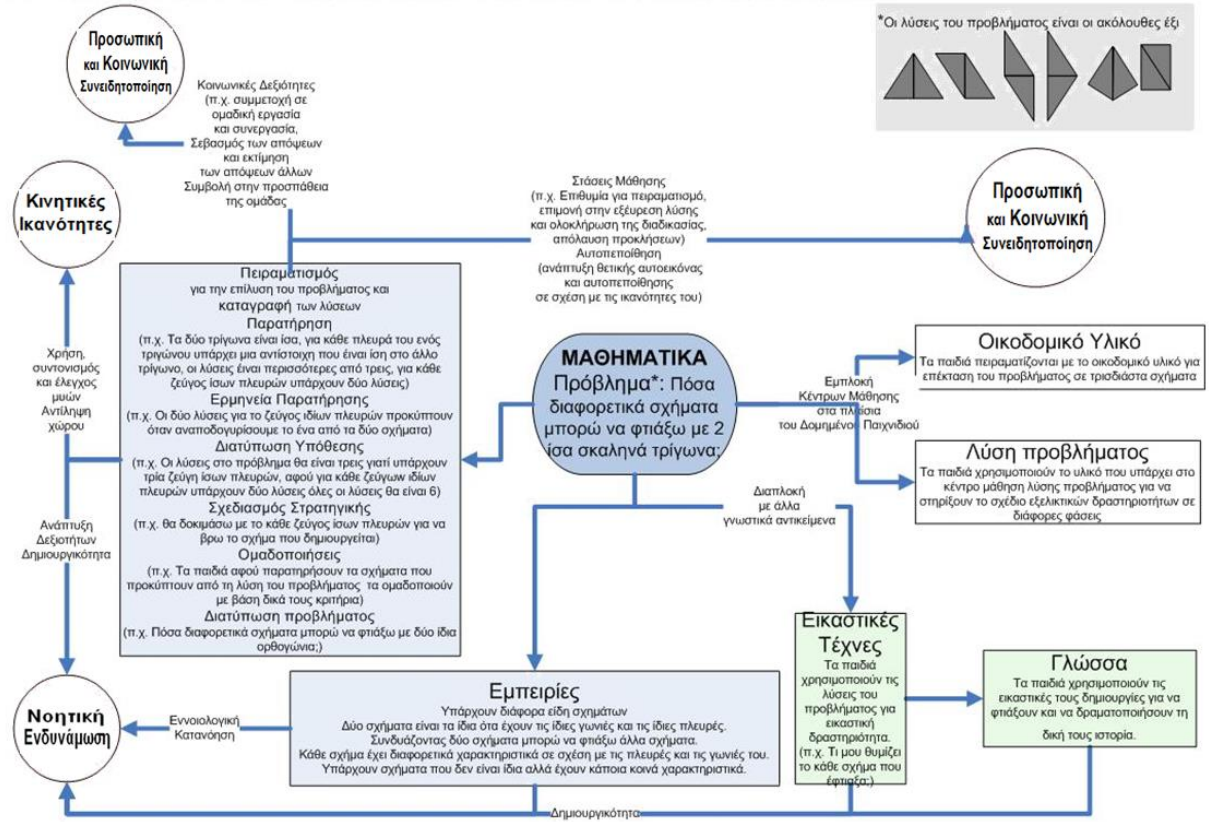 Προσωπική
και Κοινωνική
Συνειδητοποίηση
*Οι λύσεις του προβλήματος είναι οι ακόλουθες έξι
Κοινωνικές Δεξιότητες
(π.χ. συμμετοχή σε
ομαδική εργασία
και συνεργασία,
Σεβασμός των απόψεων
και εκτίμηση
των απόψεων άλλων
Συμβολή στην προσπάθεια
της ομάδας
Κινητικές
Ικανότητες
Στάσεις Μάθησης
(π.χ. Επιθυμία για πειραματισμό,
επιμονή στην εξέυρεση λύσης
και ολοκλήρωση της διαδικασίας,
απόλαυση προκλήσεων)
Αυτοπεποίθηση
(ανάπτυξη θετικής αυτοεικόνας
και αυτοπεποίθησης
σε σχέση με τις ικανότητες του)
Προσωπική
και Κοινωνική
Συνειδητοποίηση
Πειραματισμός
για την επίλυση του προβλήματος και
καταγραφή των λύσεων
Παρατήρηση
(π.χ. Τα δύο τρίγωνα είναι ίσα, για κάθε πλευρά του ενός
τριγώνου υπάρχει μια αντίστοιχη που έιναι ίση στο άλλο
τρίγωνο, οι λύσεις έιναι περισσότερες από τρεις, για κάθε
ζεύγος ίσων πλευρών υπάρχουν δύο λύσεις)
Ερμηνεία Παρατήρησης
(π.χ. Οι δύο λύσεις για το ζεύγος ιδίων πλευρών προκύπτουν
όταν αναποδογυρίσουμε το ένα από τα δύο σχήματα)
Διατύπωση Υπόθεσης
(π.χ. Οι λύσεις στο πρόβλημα θα είναι τρεις γιατί υπάρχουν
τρία ζεύγη ίσων πλευρών, αφού για κάθε ζεύγων ιδίων
πλευρών υπάρχουν δύο λύσεις όλες οι λύσεις θα είναι 6)
Σχεδιασμός Στρατηγικής
(π.χ. θα δοκιμάσω με το κάθε ζεύγος ίσων πλευρών για να
βρω το σχήμα που δημιουργείται)
Ομαδοποιήσεις
(π.χ. Τα παιδιά αφού παρατηρήσουν τα σχήματα που
προκύπτουν από τη λύση του προβλήματος τα ομαδοποιούν
με βάση δικά τους κριτήρια)
Διατύπωση προβλήματος
(π.χ. Πόσα διαφορετικά σχήματα μπορώ να φτιάξω με δύο ίδια
ορθογώνια;)
Χρήση,
συντονισμός
και έλεγχος
μυών
Αντίληψη
χώρου
Ανάπτυξη
Δεξιοτήτων
Δημιουργικότητα
ΜΑΘΗΜΑΤΙΚΑ
Πρόβλημα*: Πόσα
διαφορετικά σχήματα
μπορώ να φτιάξω με 2
ίσα σκαληνά τρίγωνα;
Εμπλοκή
Κέντρων Μάθησης
στα πλαίσια
του Δομημένου Παιχνιδιού
Οικοδομικό Υλικό
Τα παιδιά πειραματίζονται με το οικοδομικό υλικό για
επέκταση του προβλήματος σε τρισδιάστα σχήματα
Λύση προβλήματος
Τα παιδιά χρησιμοποιούν το υλικό που υπάρχει στο
κέντρο μάθηση λύσης προβλήματος για να
στηρίξουν το σχέδιο εξελικτικών δραστηριοτήτων σε
διάφορες φάσεις
Διαπλοκή
με άλλα
γνωστικά αντικείμενα
Εικαστικές
Τέχνες
Τα παιδιά
χρησιμοποιούν τις
λύσεις του
προβλήματος για
εικαστική
δραστηριότητα.
(π.χ. Τι μου θυμίζει
το κάθε σχήμα που
έφτιαξα;)
Γλώσσα
Τα παιδιά χρησιμοποιούν τις
εικαστικές τους δημιουργίες για να
φτιάξουν και να δραματοποιήσουν τη
δική τους ιστορία.
Νοητική
Ενδυνάμωση
Εννοιολογική
Κατανόηση
Εμπειρίες
Υπάρχουν διάφορα είδη σχημάτων
Δύο σχήματα είναι τα ίδια ότα έχουν τις ίδιες γωνιές και τις ίδιες πλευρές.
Συνδυάζοντας δύο σχήματα μπορώ να φτιάξω άλλα σχήματα.
Κάθε σχήμα έχει διαφορετικά χαρακτηριστικά σε σχέση με τις πλευρές και τις γωνιές του.
Υπάρχουν σχήματα που δεν είναι ίδια αλλά έχουν κάποια κοινά χαρακτηριστικά.
Δημιουργικότητα